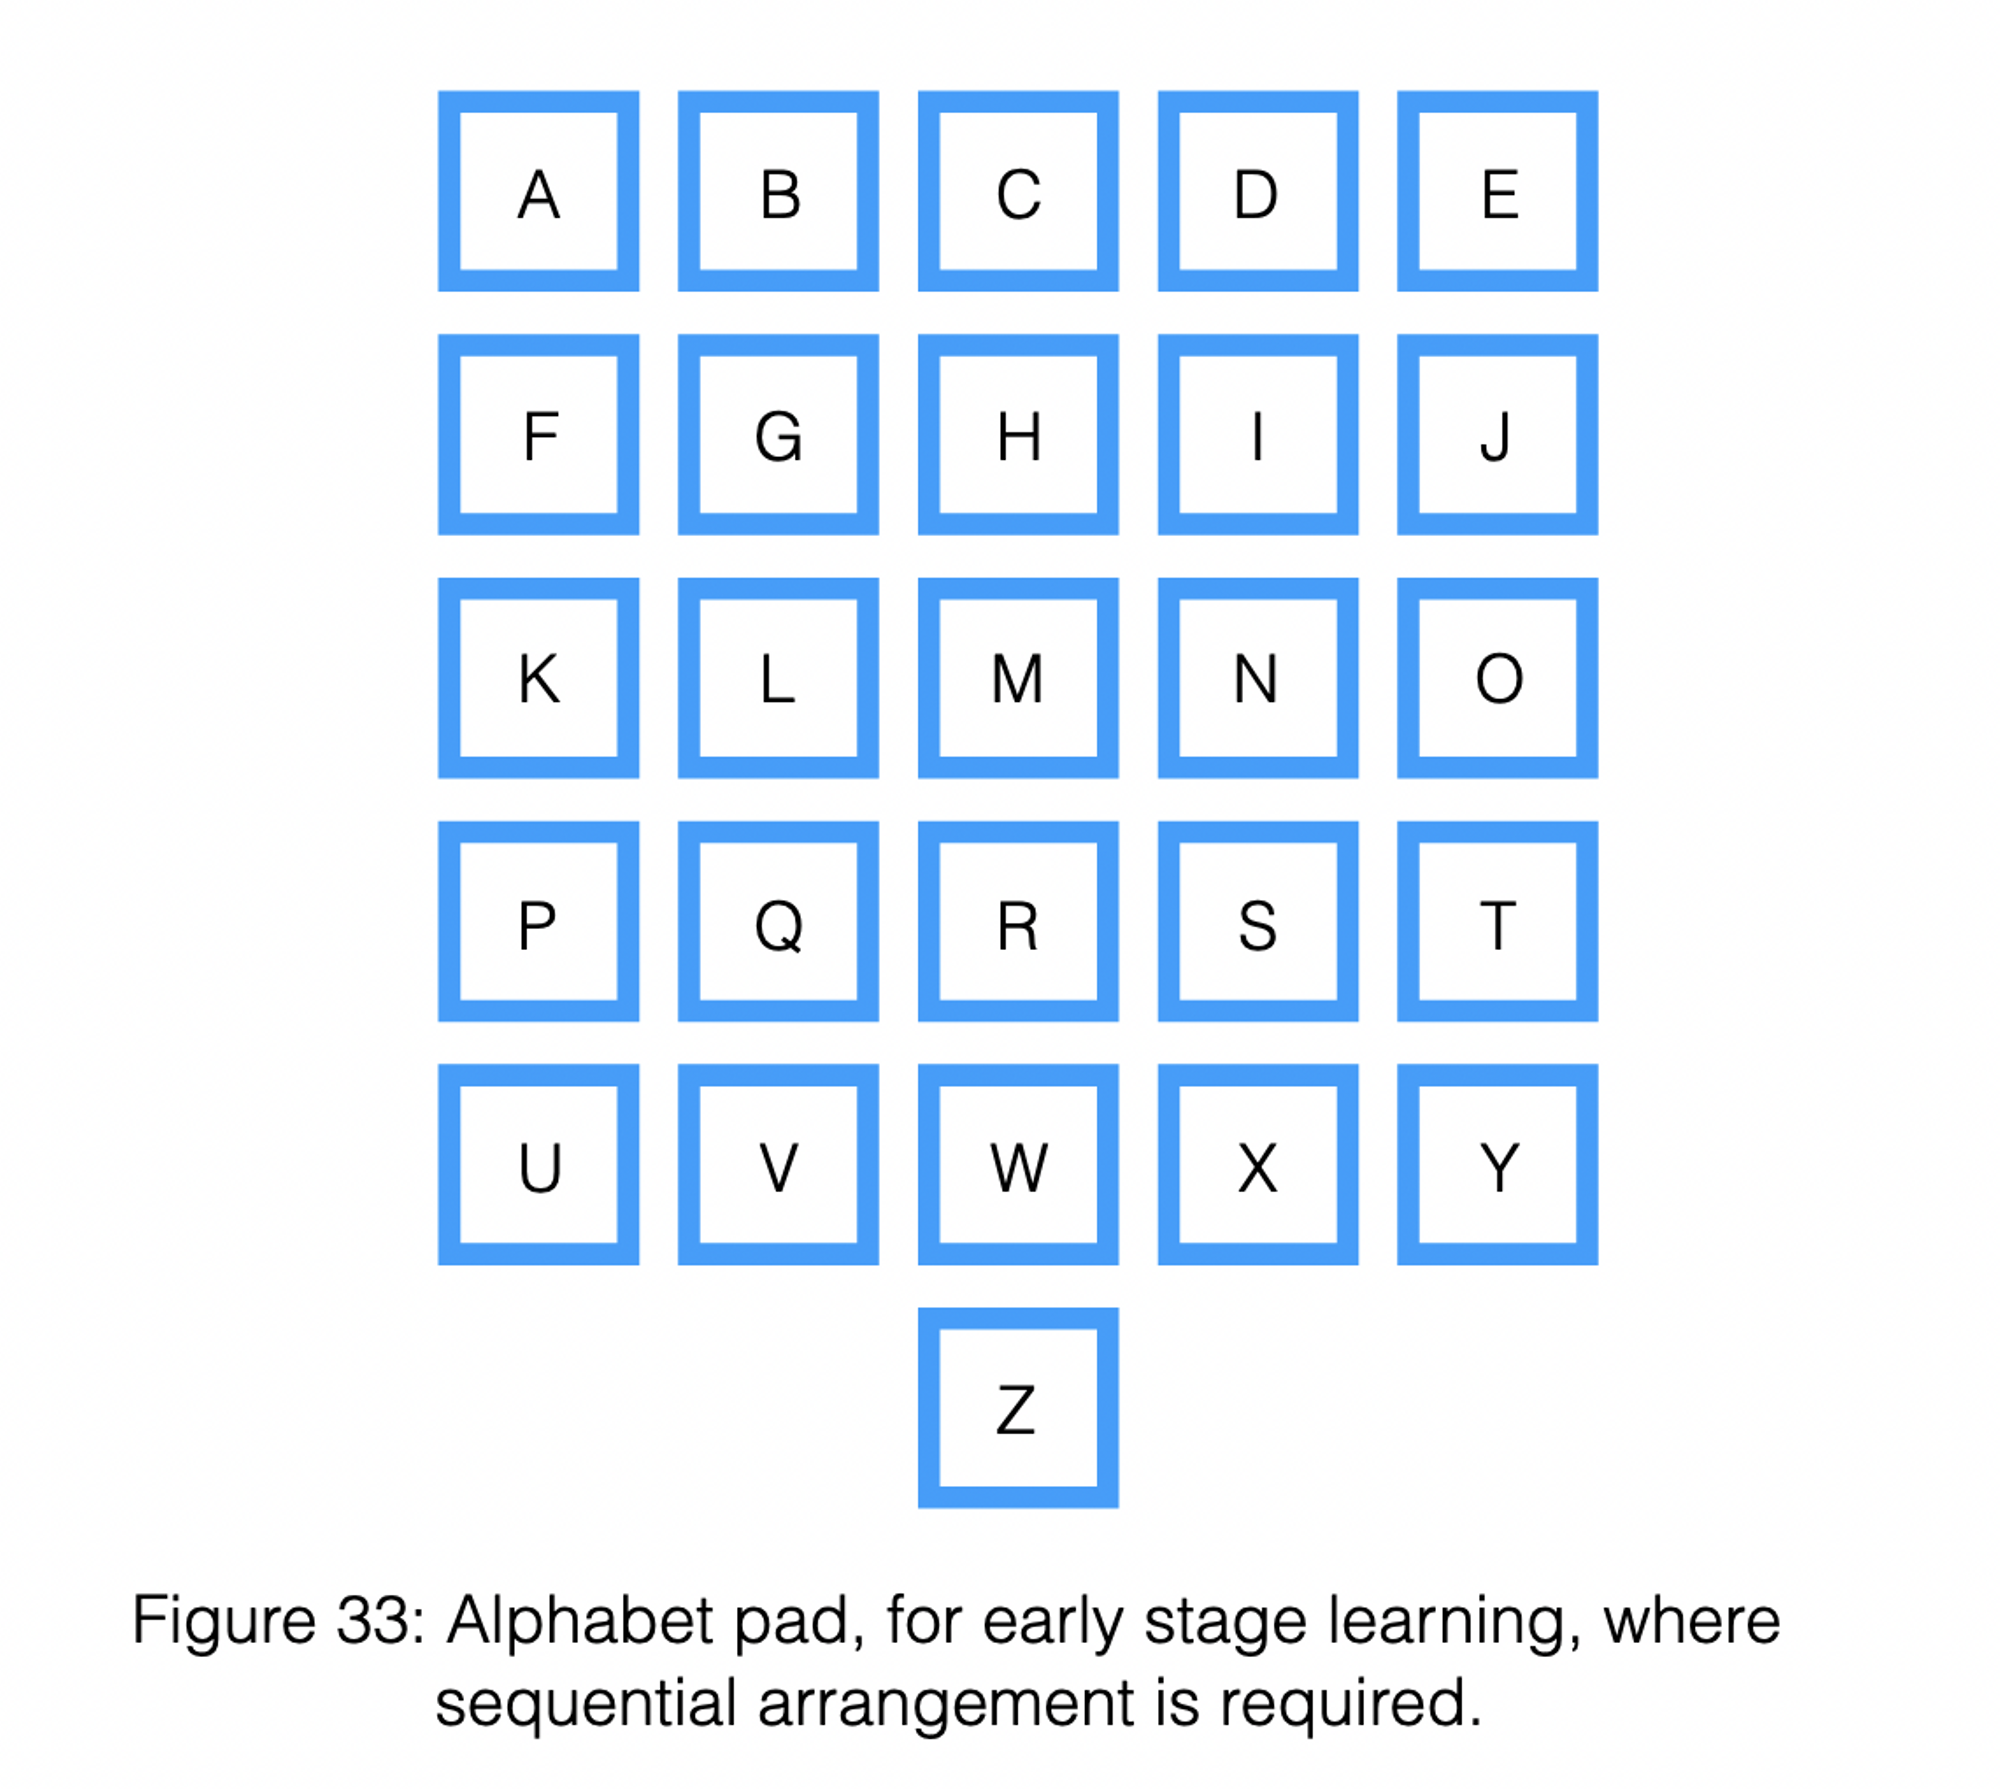 A B C D E
F G H I J
K L M N O
P Q R S T
U V W X Y
Z
Figure 33: Alphabet pad, for early stage learning, where
sequential arrangement is required.